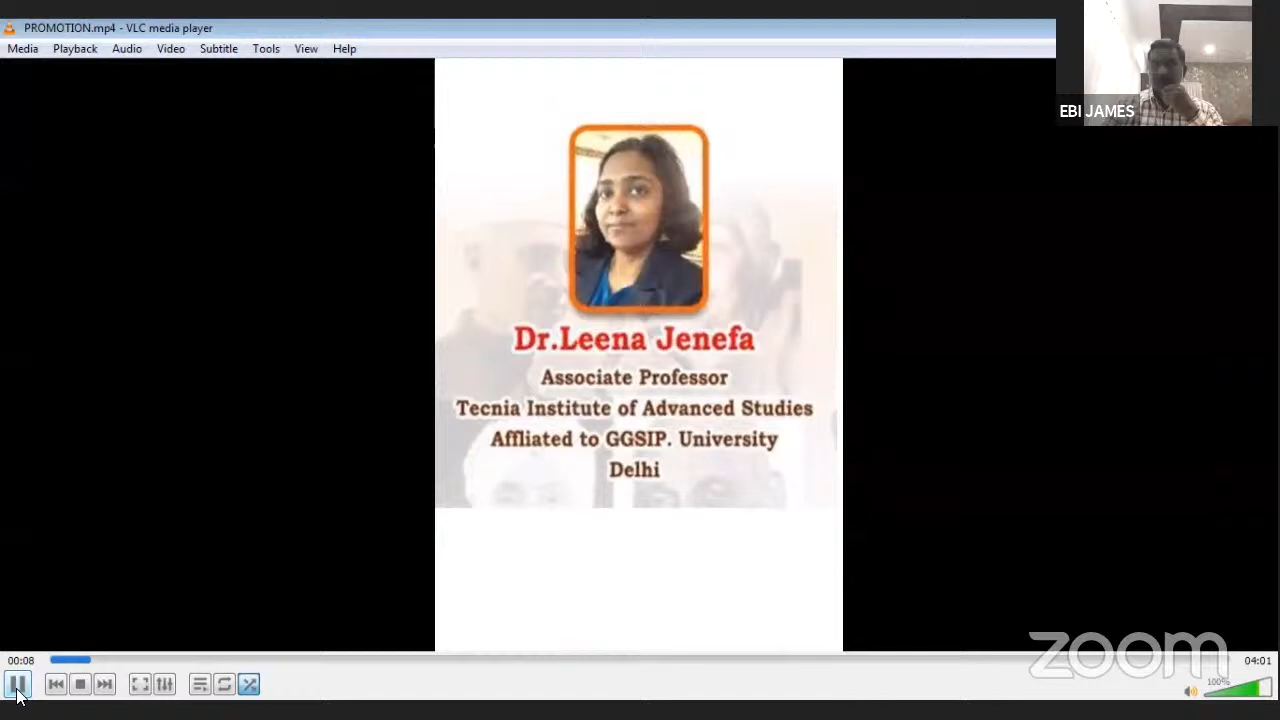 PROMOTION.mp4 - VLC media player
Media Playback Audio Video Subtitle Tools View Help
EBI JAMES
Dr.Leena Jenefa
Associate Professor
Tecnia Institute of Advanced Studies
Affliated to GGSIP. University
Delhi
zoom
00:08
04:01
100%